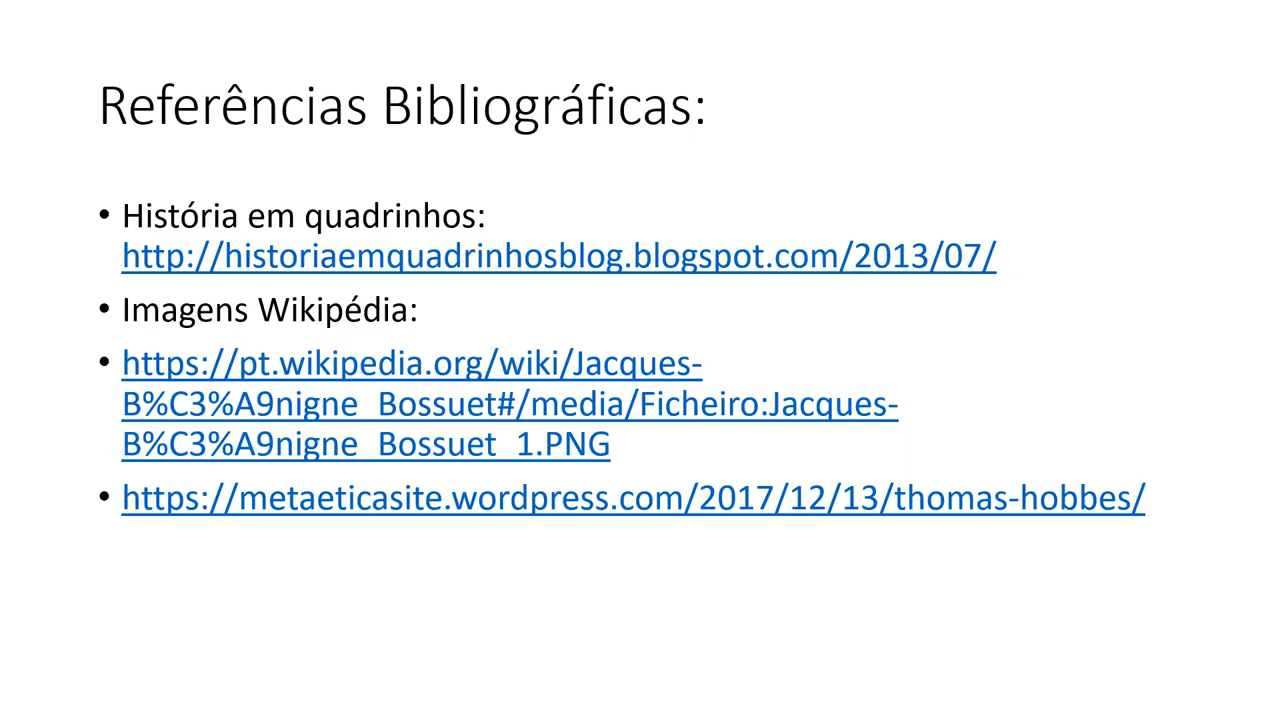 Referências Bibliográficas:
• História em quadrinhos:
http://historiaemquadrinhosblog.blogspot.com/2013/07/
• Imagens Wikipédia:
• https://pt.wikipedia.org/wiki/Jacques-
B%C3%A9nigne_Bossuet#/media/Ficheiro:Jacques-
B%C3%A9nigne_Bossuet_1.PNG
• https://metaeticasite.wordpress.com/2017/12/13/thomas-hobbes/